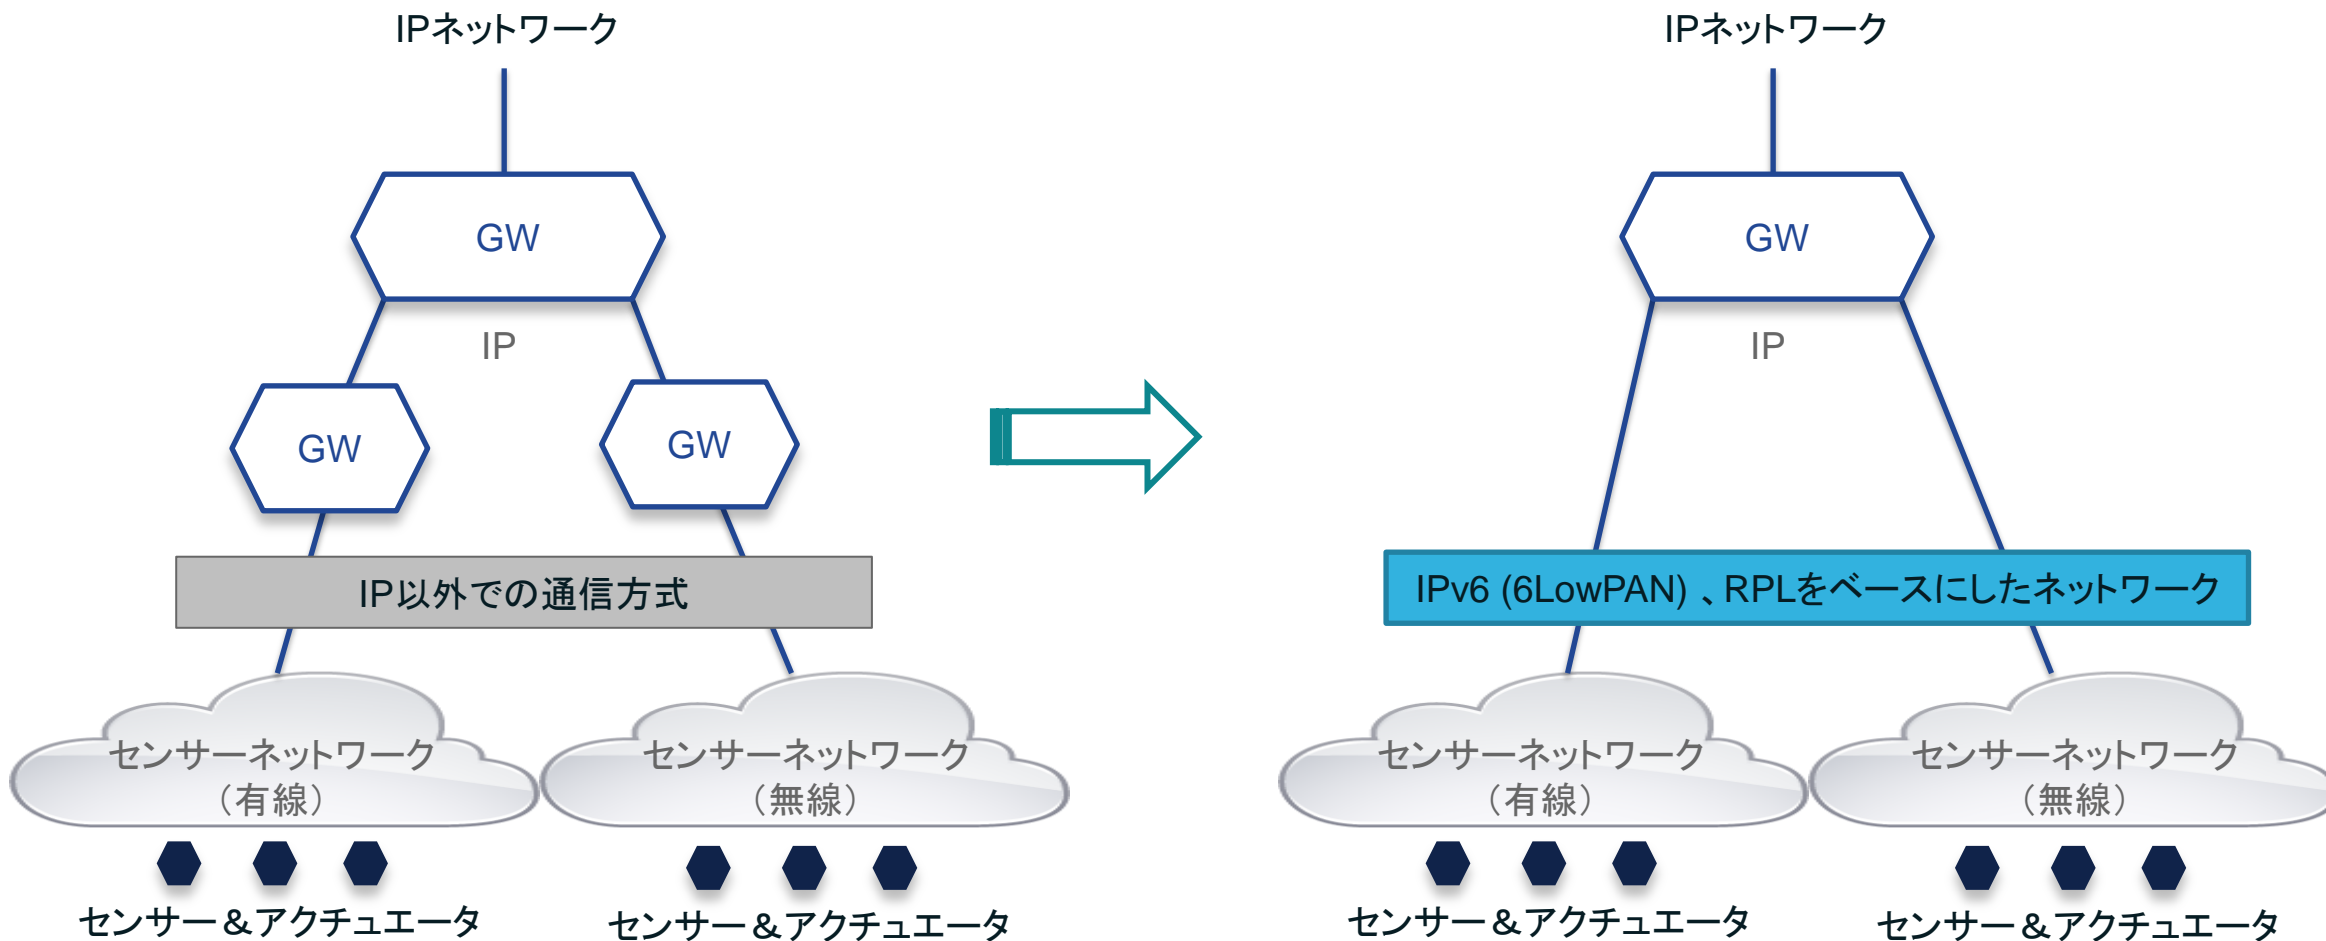 IPネットワーク
GW
IP
GW
GW
IP以外での通信方式
センサーネットワーク
（有線）
センサーネットワーク
（無線）
センサー＆アクチュエータ
センサー＆アクチュエータ
IPネットワーク
GW
IP
IPv6 (6LowPAN) 、RPLをベースにしたネットワーク
センサーネットワーク
（有線）
センサーネットワーク
（無線）
センサー＆アクチュエータ
センサー＆アクチュエータ